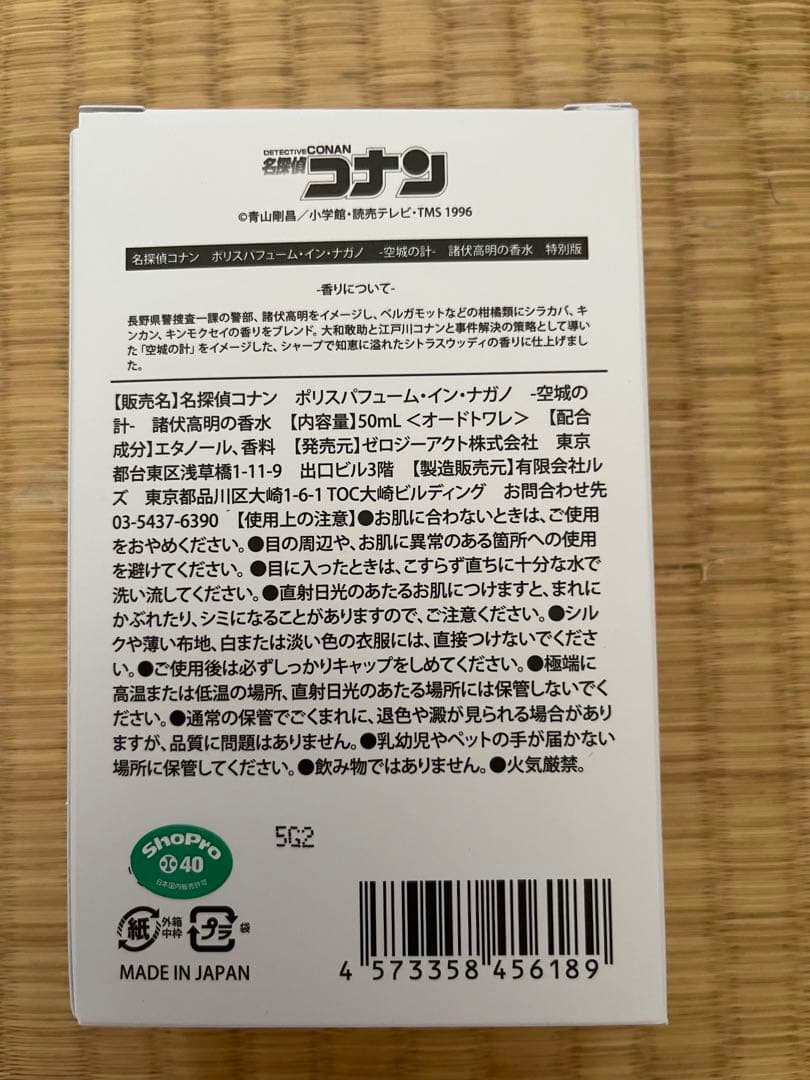 DETECTIVE CONAN
名探偵コナン
©青山剛昌／小学館・読売テレビ・TMS 1996
名探偵コナン　ポリスパフューム・イン・ナガノ　-空城の計-　諸伏高明の香水　特別版
-香りについて-
長野県警捜査一課の警部、諸伏高明をイメージし、ベルガモットなどの柑橘類にシラカバ、キ
ンカン、キンモクセイの香りをブレンド。大和敢助と江戸川コナンと事件解決の策略として導い
た「空城の計」をイメージした、シャープで知恵に溢れたシトラスウッディの香りに仕上げまし
た。
【販売名】名探偵コナン　ポリスパフューム・イン・ナガノ　-空城の
計-　諸伏高明の香水　【内容量】50mL＜オードトワレ＞　【配合
成分】エタノール、香料　【発売元】ゼロジーアクト株式会社　東京
都台東区浅草橋1-11-9　出口ビル3階　【製造販売元】有限会社ル
ズ　東京都品川区大崎1-6-1 TOC大崎ビルディング　お問合わせ先
03-5437-6390　【使用上の注意】●お肌に合わないときは、ご使用
をおやめください。●目の周辺や、お肌に異常のある箇所への使用
を避けてください。●目に入ったときは、こすらず直ちに十分な水で
洗い流してください。●直射日光のあたるお肌につけますと、まれに
かぶれたり、シミになることがありますので、ご注意ください。●シル
クや薄い布地、白または淡い色の衣服には、直接つけないでくださ
い。●ご使用後は必ずしっかりキャップをしめてください。●極端に
高温または低温の場所、直射日光のあたる場所には保管しないでく
ださい。●通常の保管でごくまれに、退色や澱が見られる場合があり
ますが、品質に問題はありません。●乳幼児やペットの手が届かない
場所に保管してください。●飲み物ではありません。●火気厳禁。
5G2
ShoPro
40
日本国内販売許可
紙
外箱
中枠
プラ
袋
MADE IN JAPAN
4 573358 456189